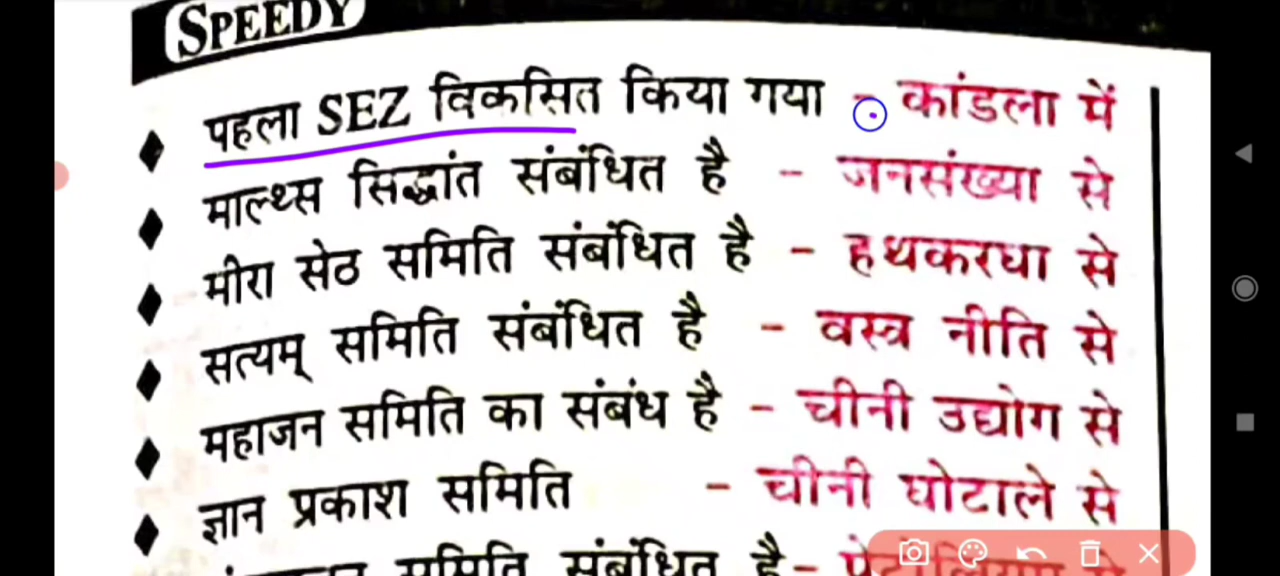 SPEEDY
पहला SEZ विकसित किया गया - कांडला में
माल्थ्स सिद्धांत संबंधित है - जनसंख्या से
मीरा सेठ समिति संबंधित है - हथकरघा से
सत्यम् समिति संबंधित है - वस्त्र नीति से
महाजन समिति का संबंध है - चीनी उद्योग से
ज्ञान प्रकाश समिति - चीनी घोटाले से
समिति संबंधित है -